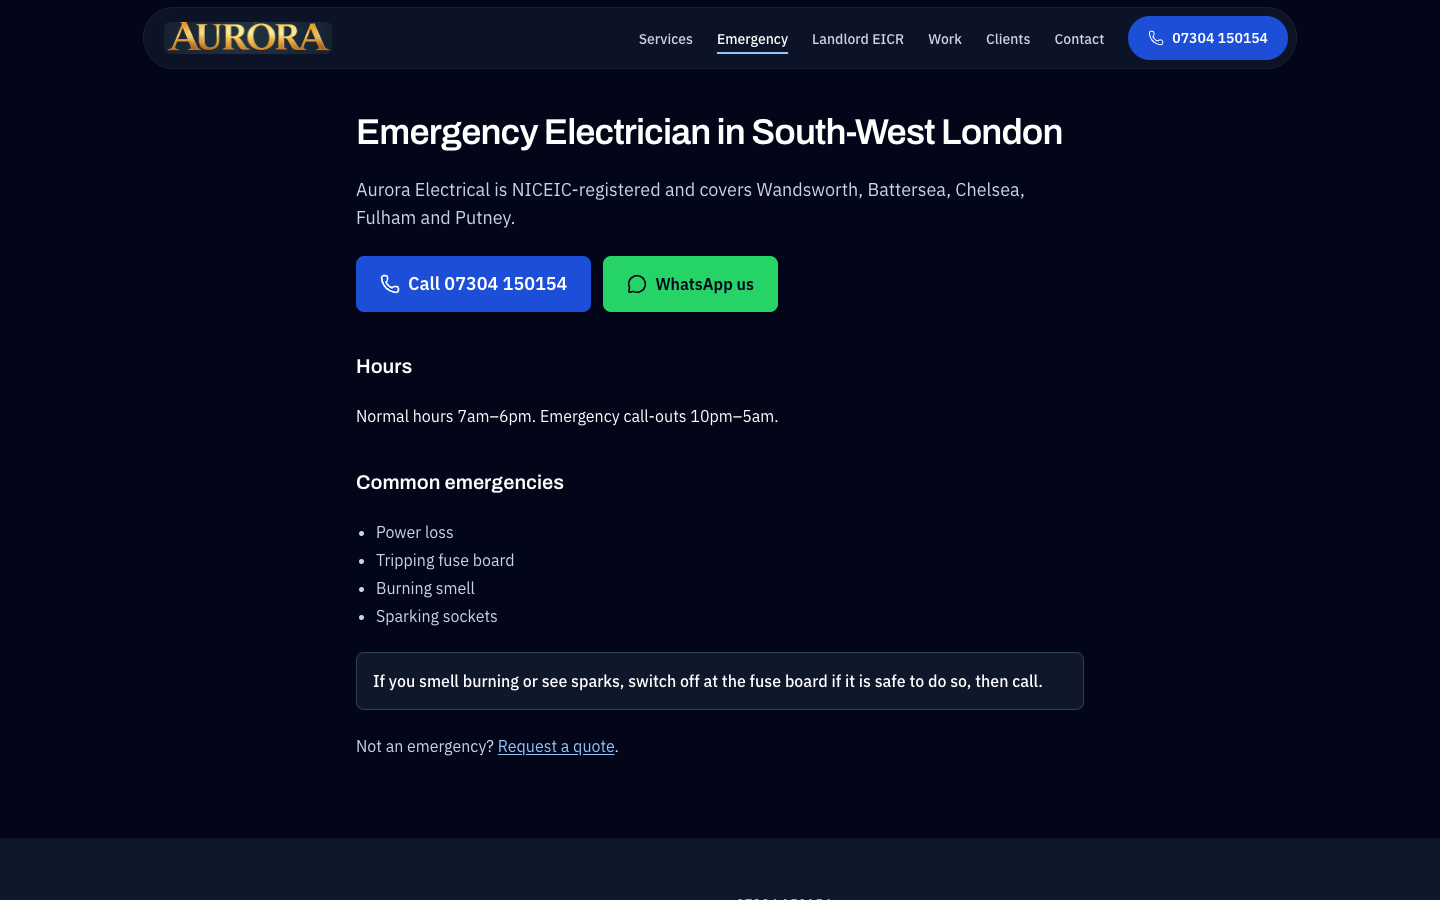 AURORA
Services
Emergency
Landlord EICR
Work
Clients
Contact
07304 150154
Emergency Electrician in South-West London
Aurora Electrical is NICEIC-registered and covers Wandsworth, Battersea, Chelsea,
Fulham and Putney.
Call 07304 150154
WhatsApp us
Hours
Normal hours 7am–6pm. Emergency call-outs 10pm–5am.
Common emergencies
• Power loss
• Tripping fuse board
• Burning smell
• Sparking sockets
If you smell burning or see sparks, switch off at the fuse board if it is safe to do so, then call.
Not an emergency? Request a quote.